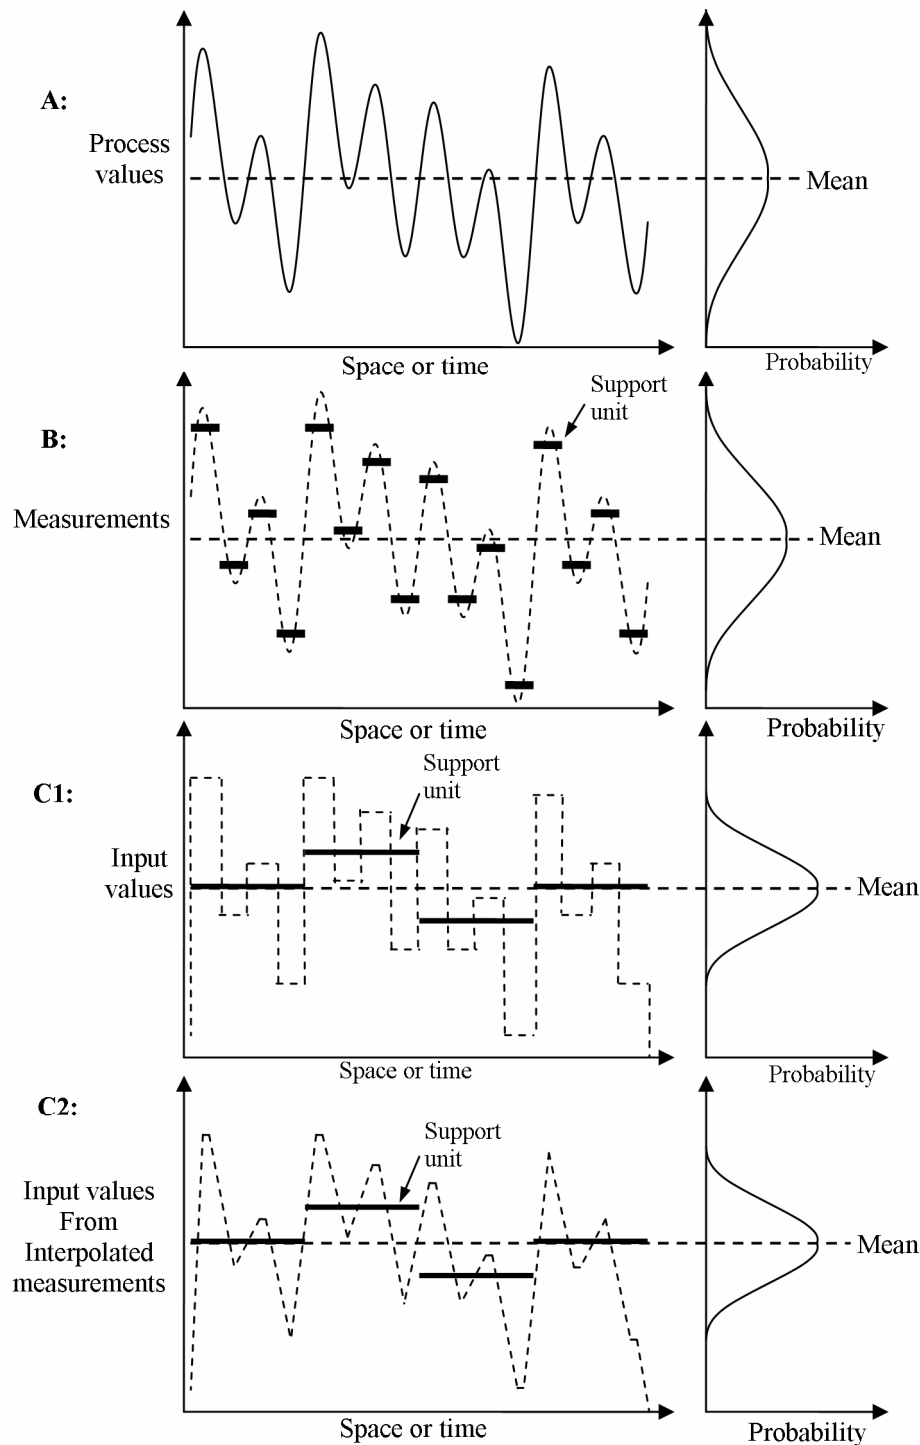 A:
Process
values
Mean
Space or time
Probability
Support
unit
B:
Measurements
Mean
Space or time
Probability
Support
unit
C1:
Input
values
Mean
Space or time
Probability
C2:
Support
unit
Input values
From
Interpolated
measurements
Mean
Space or time
Probability